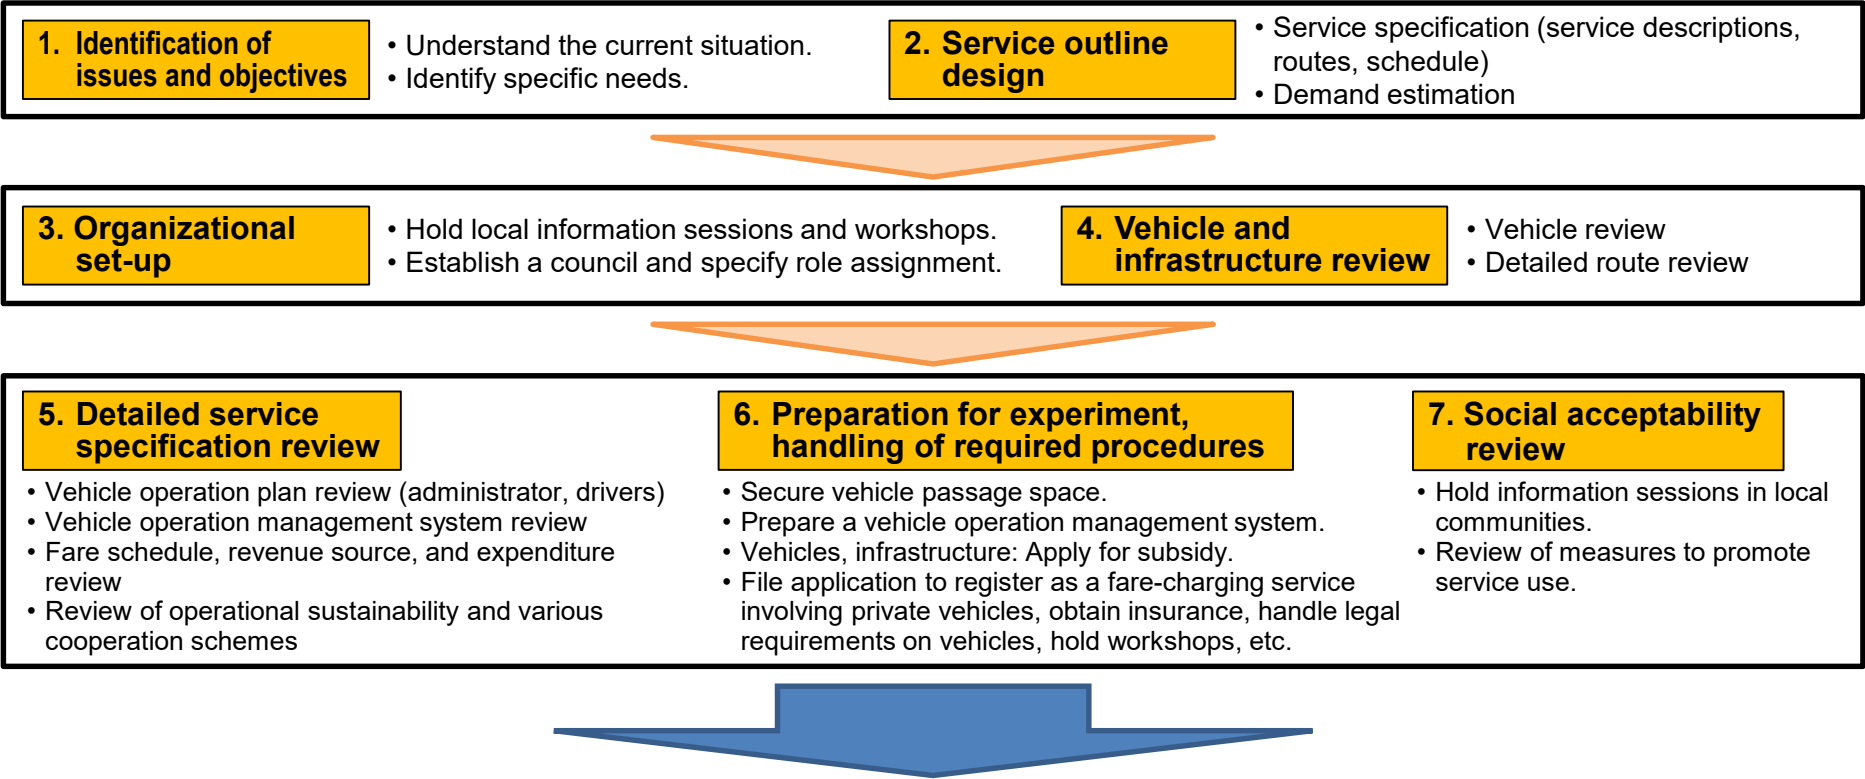 1. Identification of
issues and objectives
• Understand the current situation.
• Identify specific needs.
2. Service outline
design
• Service specification (service descriptions,
routes, schedule)
• Demand estimation
3. Organizational
set-up
• Hold local information sessions and workshops.
• Establish a council and specify role assignment.
4. Vehicle and
infrastructure review
• Vehicle review
• Detailed route review
5. Detailed service
specification review
• Vehicle operation plan review (administrator, drivers)
• Vehicle operation management system review
• Fare schedule, revenue source, and expenditure
review
• Review of operational sustainability and various
cooperation schemes
6. Preparation for experiment,
handling of required procedures
• Secure vehicle passage space.
• Prepare a vehicle operation management system.
• Vehicles, infrastructure: Apply for subsidy.
• File application to register as a fare-charging service
involving private vehicles, obtain insurance, handle legal
requirements on vehicles, hold workshops, etc.
7. Social acceptability
review
• Hold information sessions in local
communities.
• Review of measures to promote
service use.